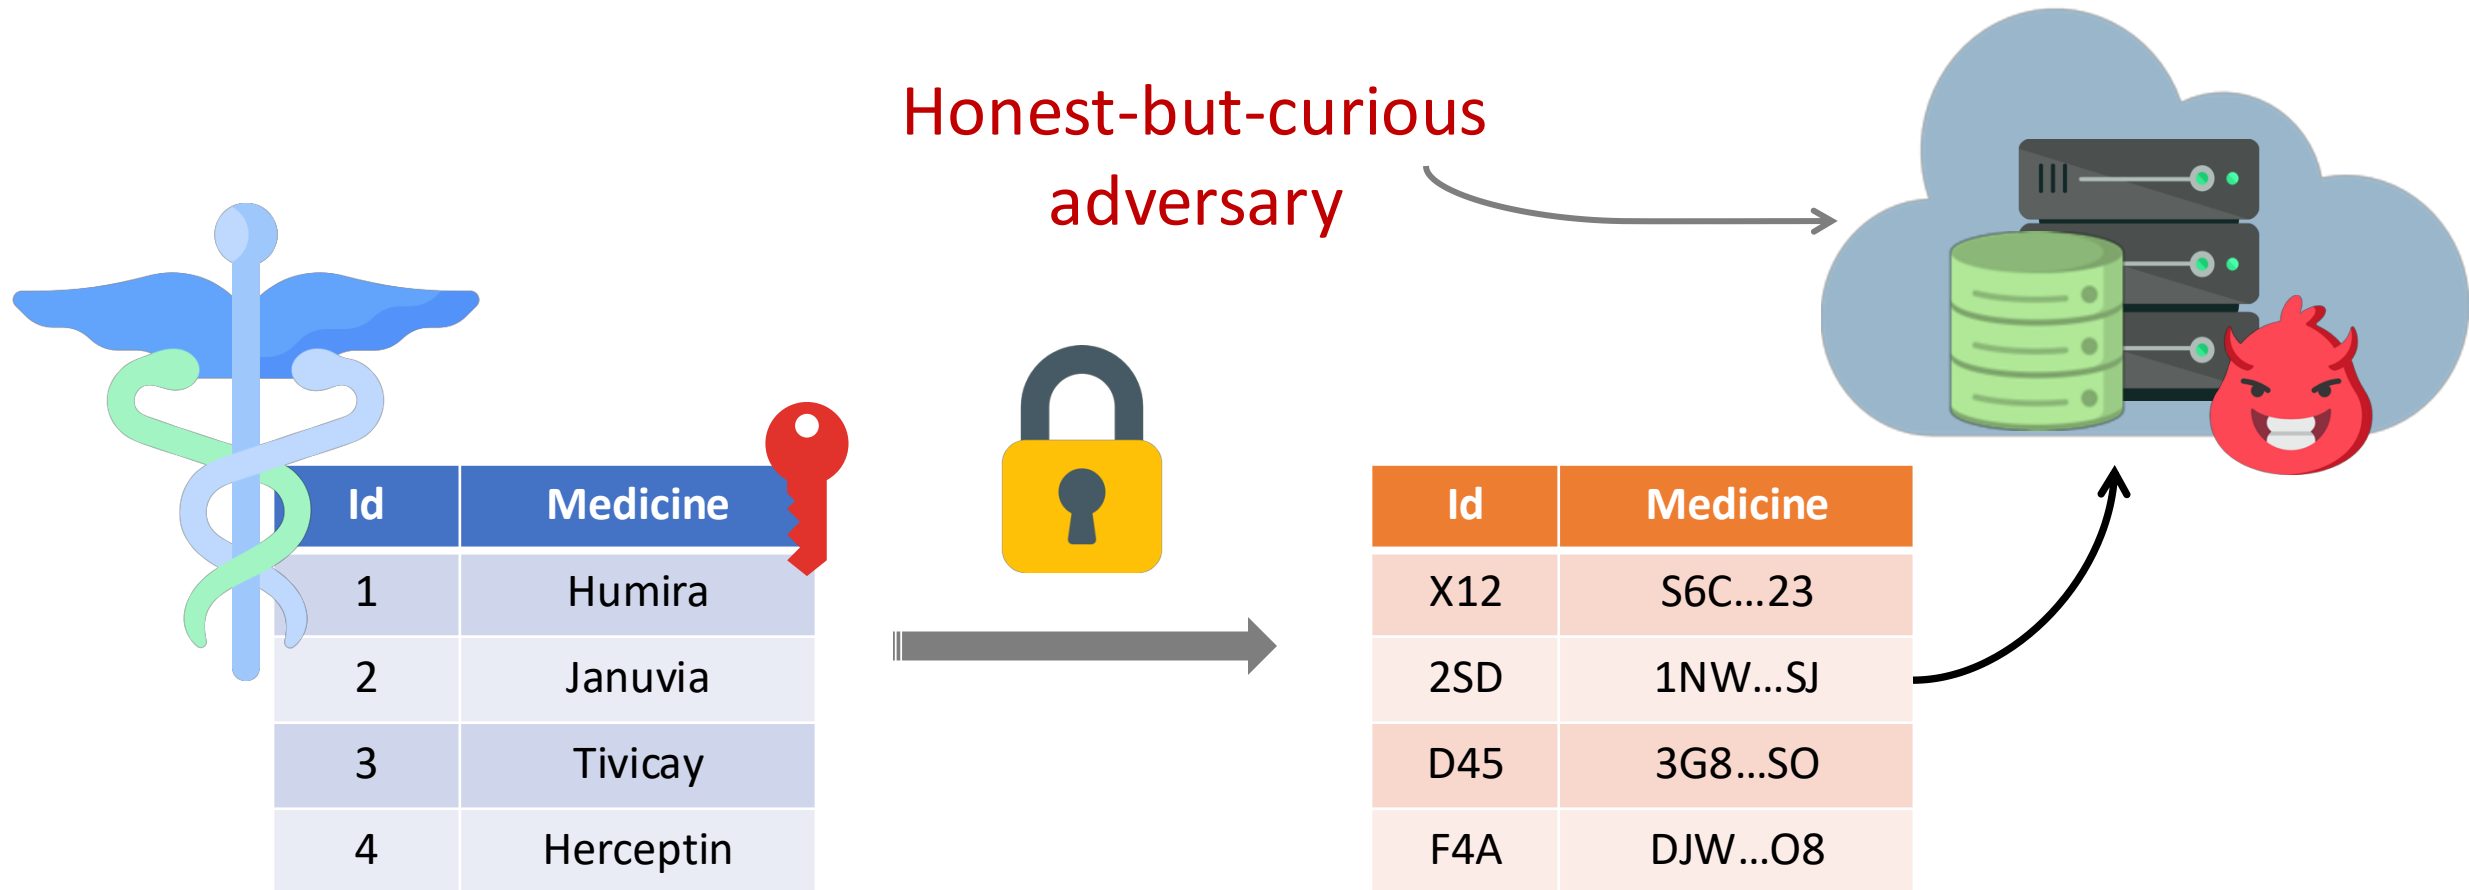 Honest-but-curious
adversary
Id Medicine
1 Humira
2 Januvia
3 Tivicay
4 Herceptin
Id Medicine
X12 S6C...23
2SD 1NW...SJ
D45 3G8...SO
F4A DJW...O8